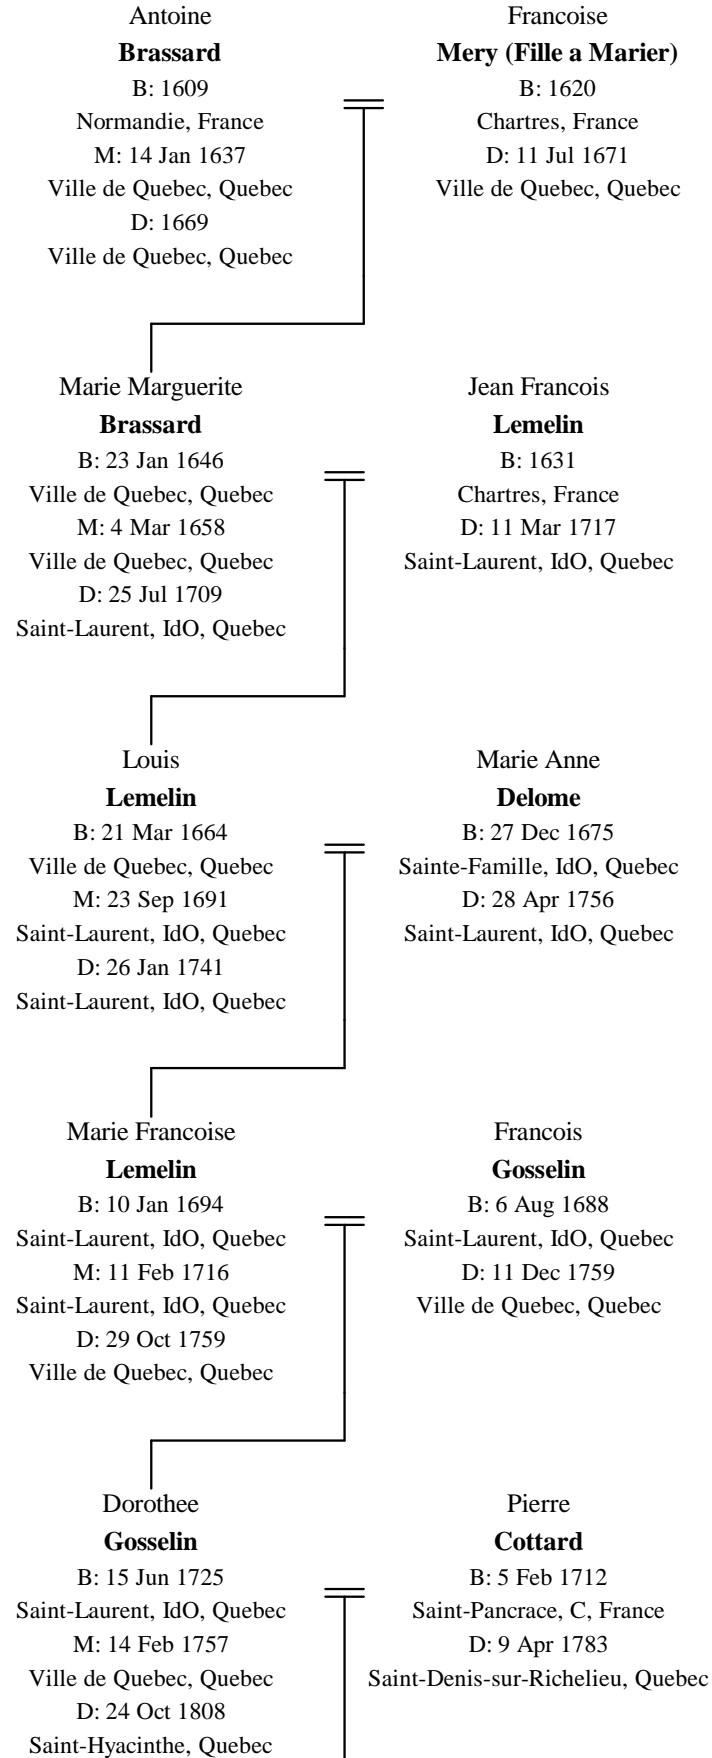 Antoine
Brassard
B: 1609
Normandie, France
M: 14 Jan 1637
Ville de Quebec, Quebec
D: 1669
Ville de Quebec, Quebec
Francoise
Mery (Fille a Marier)
B: 1620
Chartres, France
D: 11 Jul 1671
Ville de Quebec, Quebec
Marie Marguerite
Brassard
B: 23 Jan 1646
Ville de Quebec, Quebec
M: 4 Mar 1658
Ville de Quebec, Quebec
D: 25 Jul 1709
Saint-Laurent, IdO, Quebec
Jean Francois
Lemelin
B: 1631
Chartres, France
D: 11 Mar 1717
Saint-Laurent, IdO, Quebec
Louis
Lemelin
B: 21 Mar 1664
Ville de Quebec, Quebec
M: 23 Sep 1691
Saint-Laurent, IdO, Quebec
D: 26 Jan 1741
Saint-Laurent, IdO, Quebec
Marie Anne
Delome
B: 27 Dec 1675
Sainte-Famille, IdO, Quebec
D: 28 Apr 1756
Saint-Laurent, IdO, Quebec
Marie Francoise
Lemelin
B: 10 Jan 1694
Saint-Laurent, IdO, Quebec
M: 11 Feb 1716
Saint-Laurent, IdO, Quebec
D: 29 Oct 1759
Ville de Quebec, Quebec
Francois
Gosselin
B: 6 Aug 1688
Saint-Laurent, IdO, Quebec
D: 11 Dec 1759
Ville de Quebec, Quebec
Dorothee
Gosselin
B: 15 Jun 1725
Saint-Laurent, IdO, Quebec
M: 14 Feb 1757
Ville de Quebec, Quebec
D: 24 Oct 1808
Saint-Hyacinthe, Quebec
Pierre
Cottard
B: 5 Feb 1712
Saint-Pancrace, C, France
D: 9 Apr 1783
Saint-Denis-sur-Richelieu, Quebec